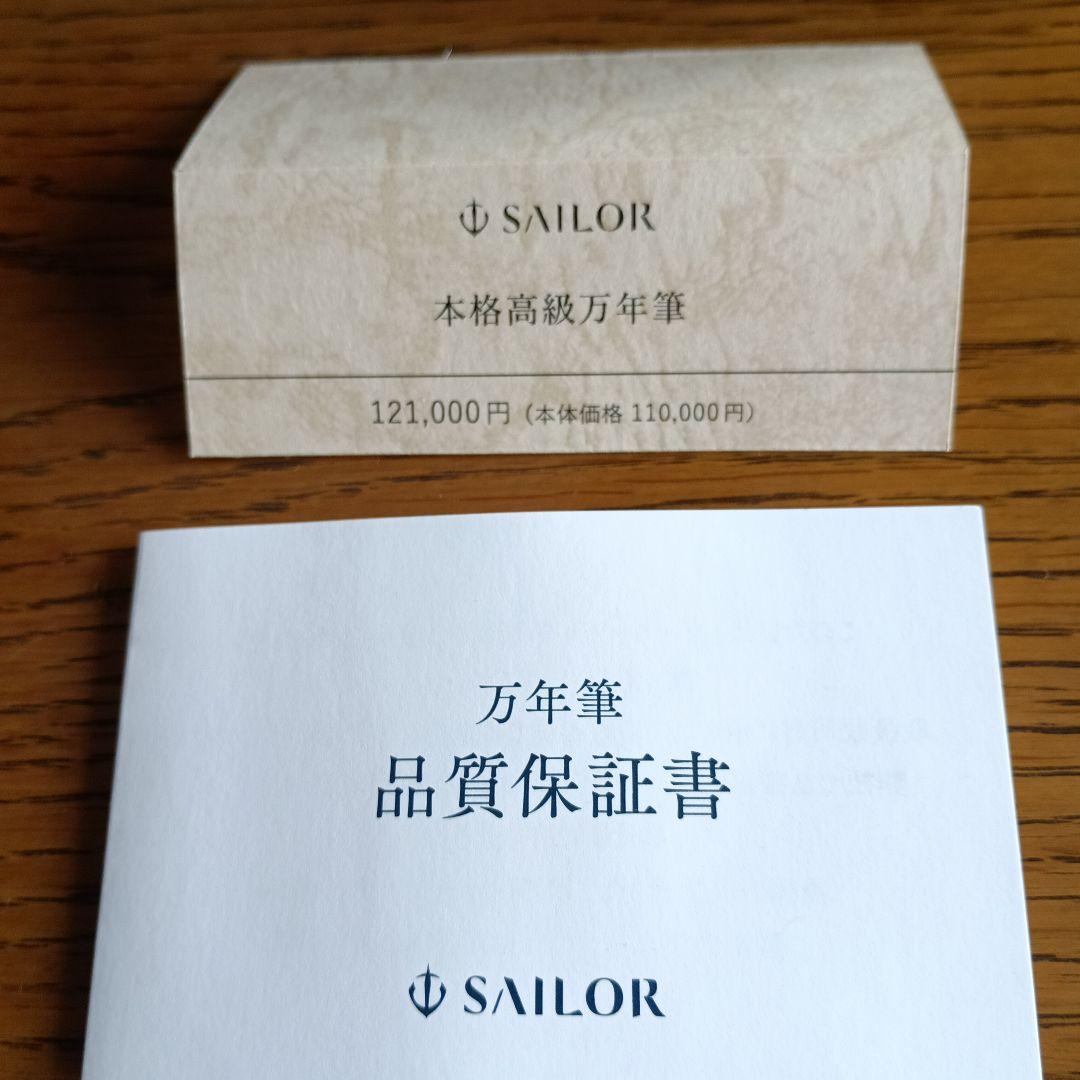 SAILOR
本格高級万年筆
121,000円（本体価格 110,000円）
万年筆
品質保証書
SAILOR